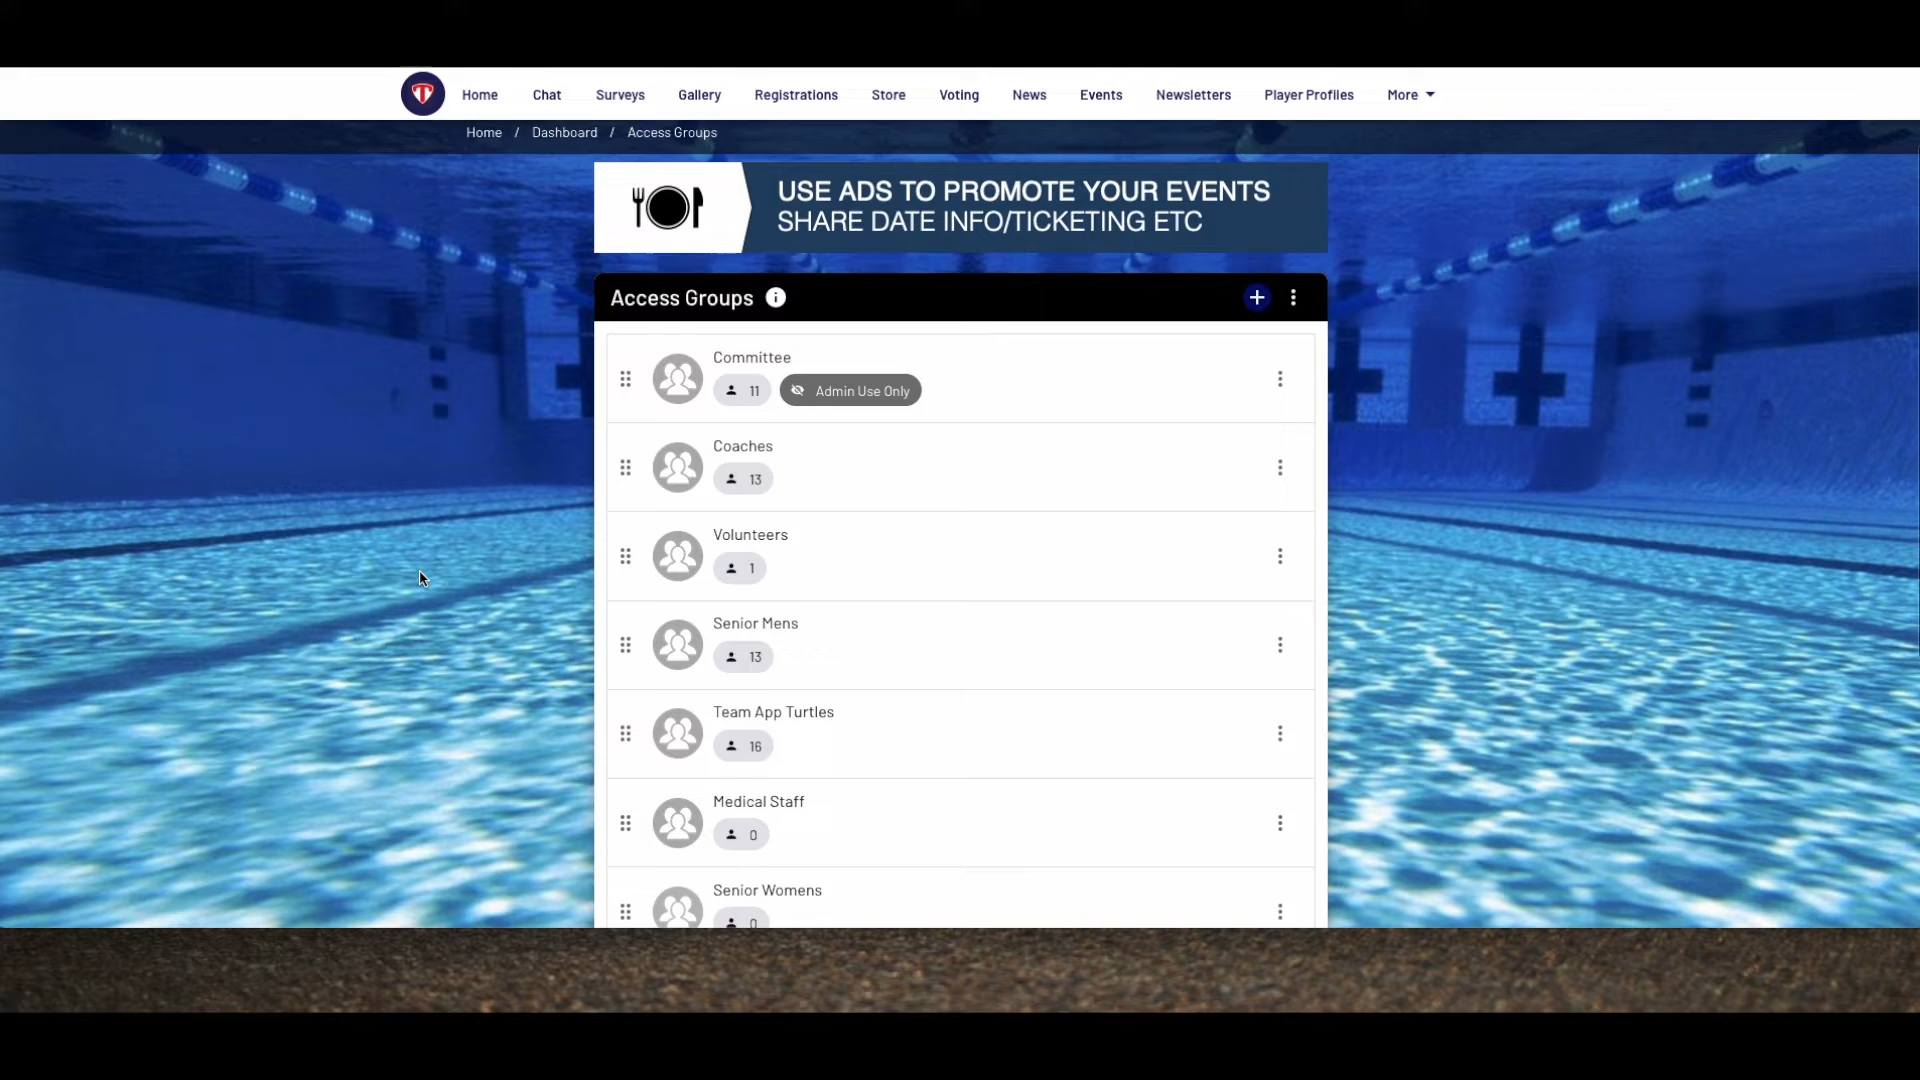 Home Chat Surveys Gallery Registrations Store Voting News Events Newsletters Player Profiles More
Home / Dashboard / Access Groups
USE ADS TO PROMOTE YOUR EVENTS
SHARE DATE INFO/TICKETING ETC
Access Groups
Committee
11 Admin Use Only
Coaches
13
Volunteers
1
Senior Mens
13
Team App Turtles
16
Medical Staff
0
Senior Womens
0